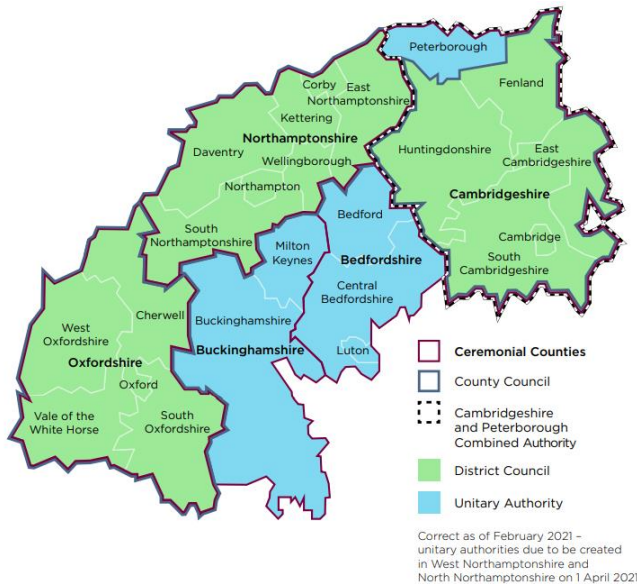 Peterborough
Fenland
Corby
East
Northamptonshire
Kettering
Northamptonshire
Huntingdonshire
East
Cambridgeshire
Daventry
Wellingborough
Northampton
Cambridgeshire
Bedford
South
Northamptonshire
Milton
Keynes
Bedfordshire
Cambridge
South
Cambridgeshire
Central
Bedfordshire
Cherwell
Buckinghamshire
West
Oxfordshire
Buckinghamshire
Luton
Oxfordshire
Oxford
Vale of the
White Horse
South
Oxfordshire
Ceremonial Counties
County Council
Cambridgeshire
and Peterborough
Combined Authority
District Council
Unitary Authority
Correct as of February 2021 –
unitary authorities due to be created
in West Northamptonshire and
North Northamptonshire on 1 April 2021